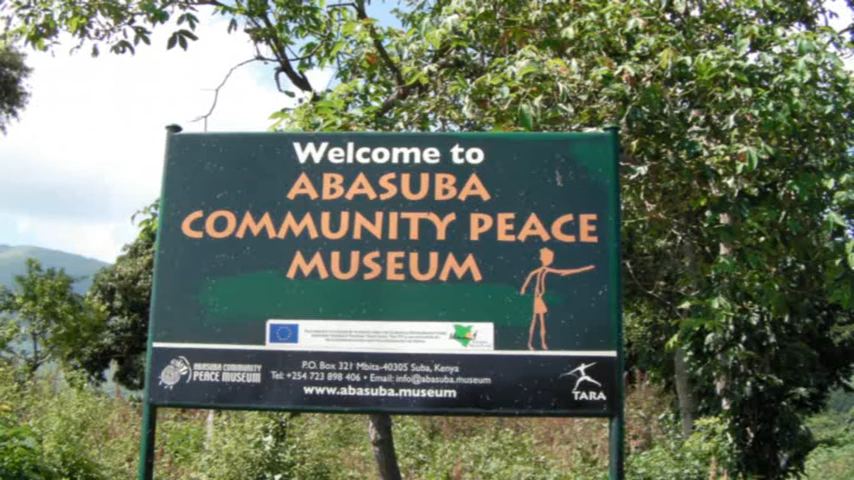 Welcome to
ABASUBA
COMMUNITY PEACE
MUSEUM
ABASUBA COMMUNITY
PEACE MUSEUM
P.O. Box 321 Mbita-40305 Suba, Kenya
Tel: +254 723 898 406 • Email: info@abasuba.museum
www.abasuba.museum
TARA